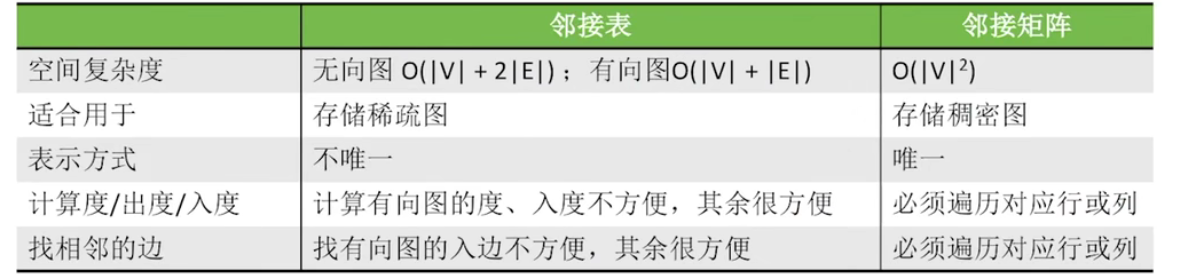 邻接表 邻接矩阵
空间复杂度 无向图 O(|V| + 2|E|)；有向图O(|V| + |E|) O(|V|²)
适合用于 存储稀疏图 存储稠密图
表示方式 不唯一 唯一
计算度/出度/入度 计算有向图的度、入度不方便，其余很方便 必须遍历对应行或列
找相邻的边 找有向图的入边不方便，其余很方便 必须遍历对应行或列